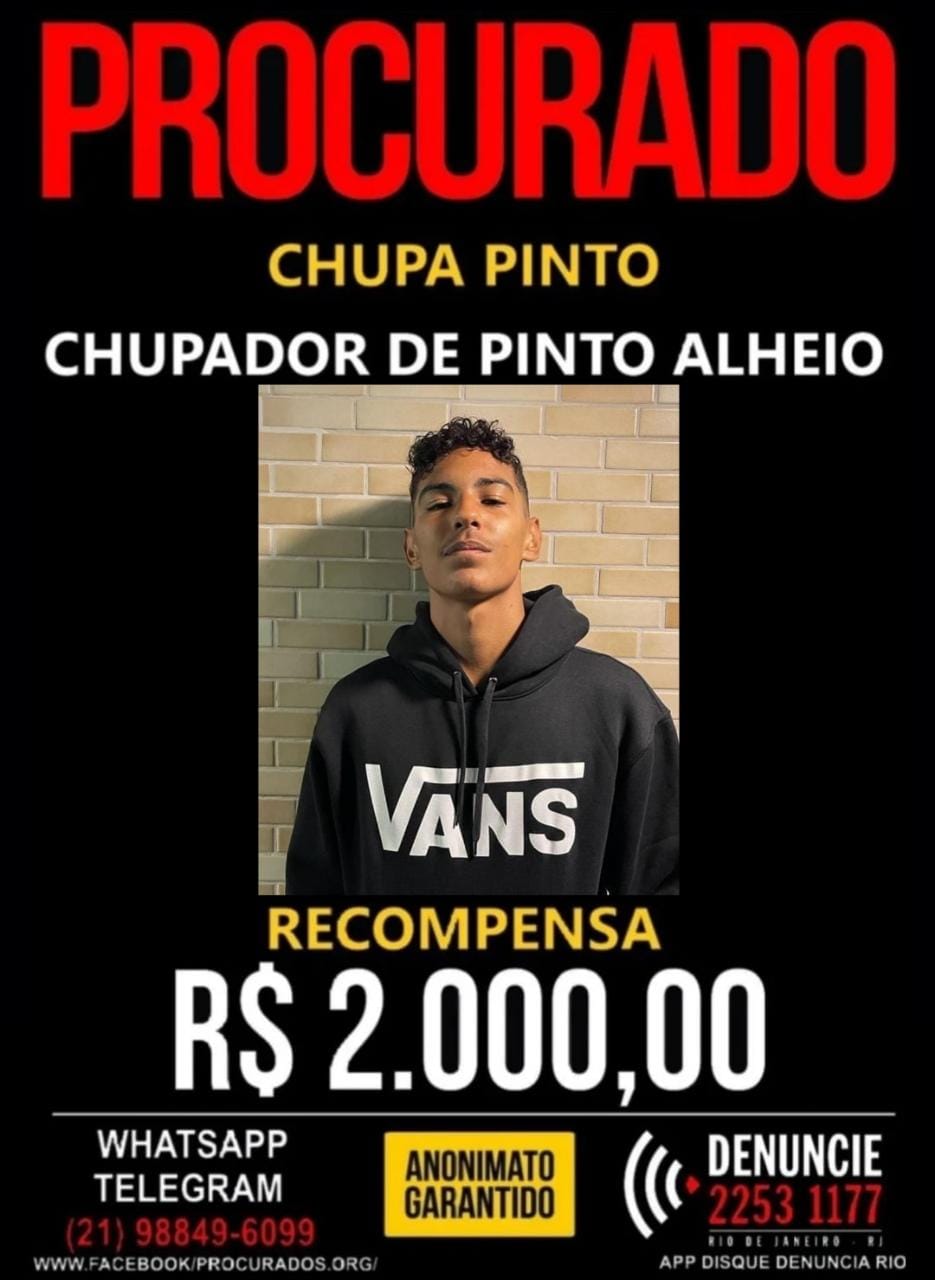 PROCURADO
CHUPA PINTO
CHUPADOR DE PINTO ALHEIO
VANS
RECOMPENSA
R$ 2.000,00
WHATSAPP
TELEGRAM
(21) 98849-6099
WWW.FACEBOOK/PROCURADOS.ORG/
ANONIMATO
GARANTIDO
DENUNCIE
2253 1177
RIO DE JANEIRO - RJ
APP DISQUE DENUNCIA RIO